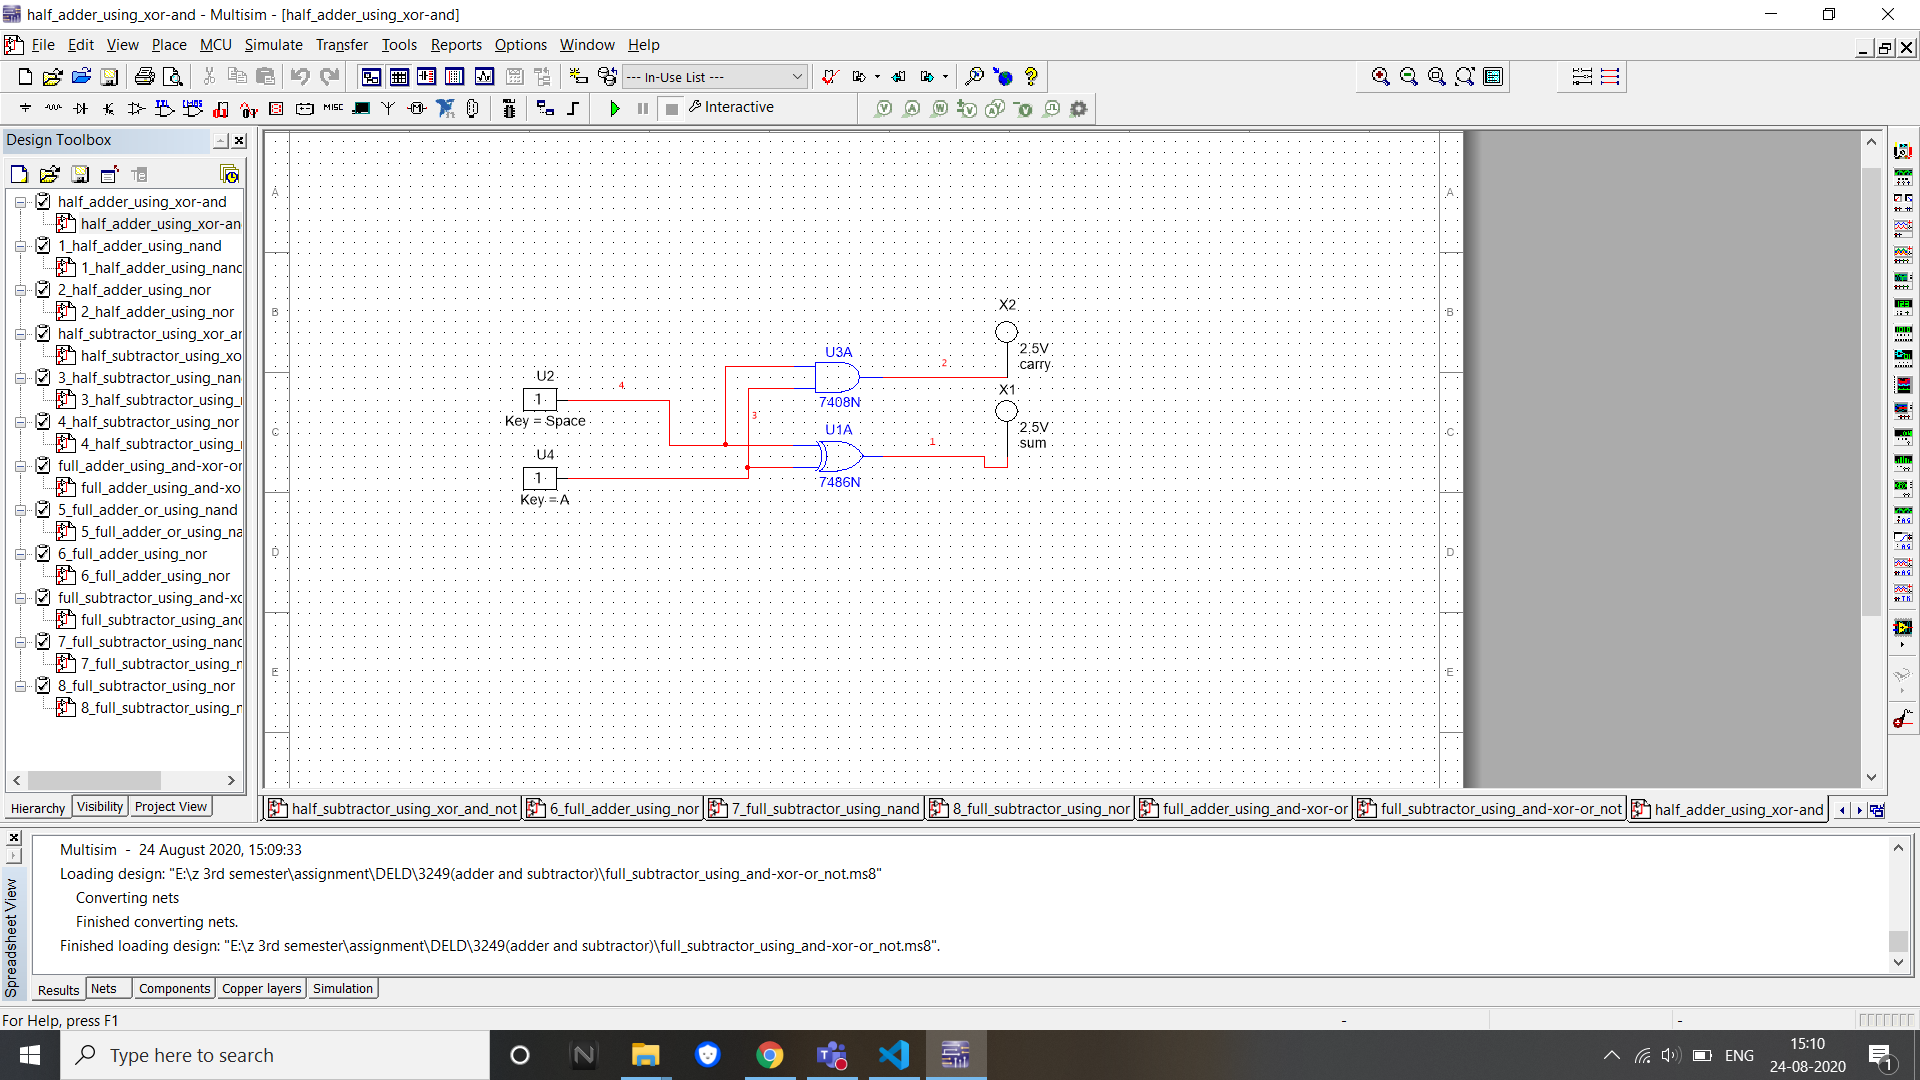 half_adder_using_xor-and - Multisim - [half_adder_using_xor-and]
File Edit View Place MCU Simulate Transfer Tools Reports Options Window Help
--- In-Use List ---
MISC
Interactive
Design Toolbox
half_adder_using_xor-and
half_adder_using_xor-an
1_half_adder_using_nand
1_half_adder_using_nanc
2_half_adder_using_nor
2_half_adder_using_nor
half_subtractor_using_xor_ar
half_subtractor_using_xo
3_half_subtractor_using_nan
3_half_subtractor_using_
4_half_subtractor_using_nor
4_half_subtractor_using_
full_adder_using_and-xor-or
full_adder_using_and-xo
5_full_adder_or_using_nand
5_full_adder_or_using_na
6_full_adder_using_nor
6_full_adder_using_nor
full_subtractor_using_and-xc
full_subtractor_using_and
7_full_subtractor_using_nanc
7_full_subtractor_using_r
8_full_subtractor_using_nor
8_full_subtractor_using_r
Hierarchy Visibility Project View
A
B
C
D
E
A
B
C
D
E
U2
1
Key = Space
U4
1
Key = A
4
3
U3A
7408N
U1A
7486N
2
1
X2
2.5V
carry
X1
2.5V
sum
half_subtractor_using_xor_and_not 6_full_adder_using_nor 7_full_subtractor_using_nand 8_full_subtractor_using_nor full_adder_using_and-xor-or full_subtractor_using_and-xor-or_not half_adder_using_xor-and
Spreadsheet View
Multisim - 24 August 2020, 15:09:33
Loading design: "E:\z 3rd semester\assignment\DELD\3249(adder and subtractor)\full_subtractor_using_and-xor-or_not.ms8"
Converting nets
Finished converting nets.
Finished loading design: "E:\z 3rd semester\assignment\DELD\3249(adder and subtractor)\full_subtractor_using_and-xor-or_not.ms8".
Results Nets Components Copper layers Simulation
For Help, press F1
- -
Type here to search
ENG
15:10
24-08-2020
1